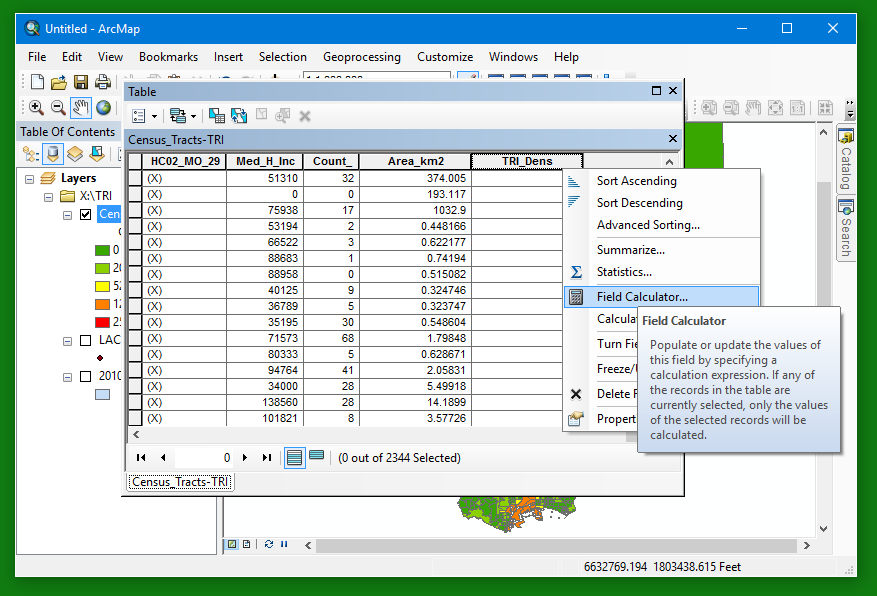 Untitled - ArcMap
File Edit View Bookmarks Insert Selection Geoprocessing Customize Windows Help
Table
Table Of Contents
Census_Tracts-TRI
Layers
X:\TRI
Cen
0
20
52
12
25
LAC
2010
HC02_MO_29 Med_H_Inc Count_ Area_km2 TRI_Dens
(X) 51310 32 374.005
(X) 0 0 193.117
(X) 75938 17 1032.9
(X) 53194 2 0.448166
(X) 66522 3 0.622177
(X) 88683 1 0.74194
(X) 88958 0 0.515082
(X) 40125 9 0.324746
(X) 36789 5 0.323747
(X) 35195 30 0.548604
(X) 71573 68 1.79848
(X) 80333 5 0.628671
(X) 94764 41 2.05831
(X) 34000 28 5.49918
(X) 138560 28 14.1899
(X) 101821 8 3.57726
0 (0 out of 2344 Selected)
Census_Tracts-TRI
Sort Ascending
Sort Descending
Advanced Sorting...
Summarize...
Σ Statistics...
Field Calculator...
Calcula
Turn Fie
Freeze/
Delete F
Propert
Field Calculator
Populate or update the values of
this field by specifying a
calculation expression. If any of
the records in the table are
currently selected, only the values
of the selected records will be
calculated.
Catalog
Search
6632769.194 1803438.615 Feet